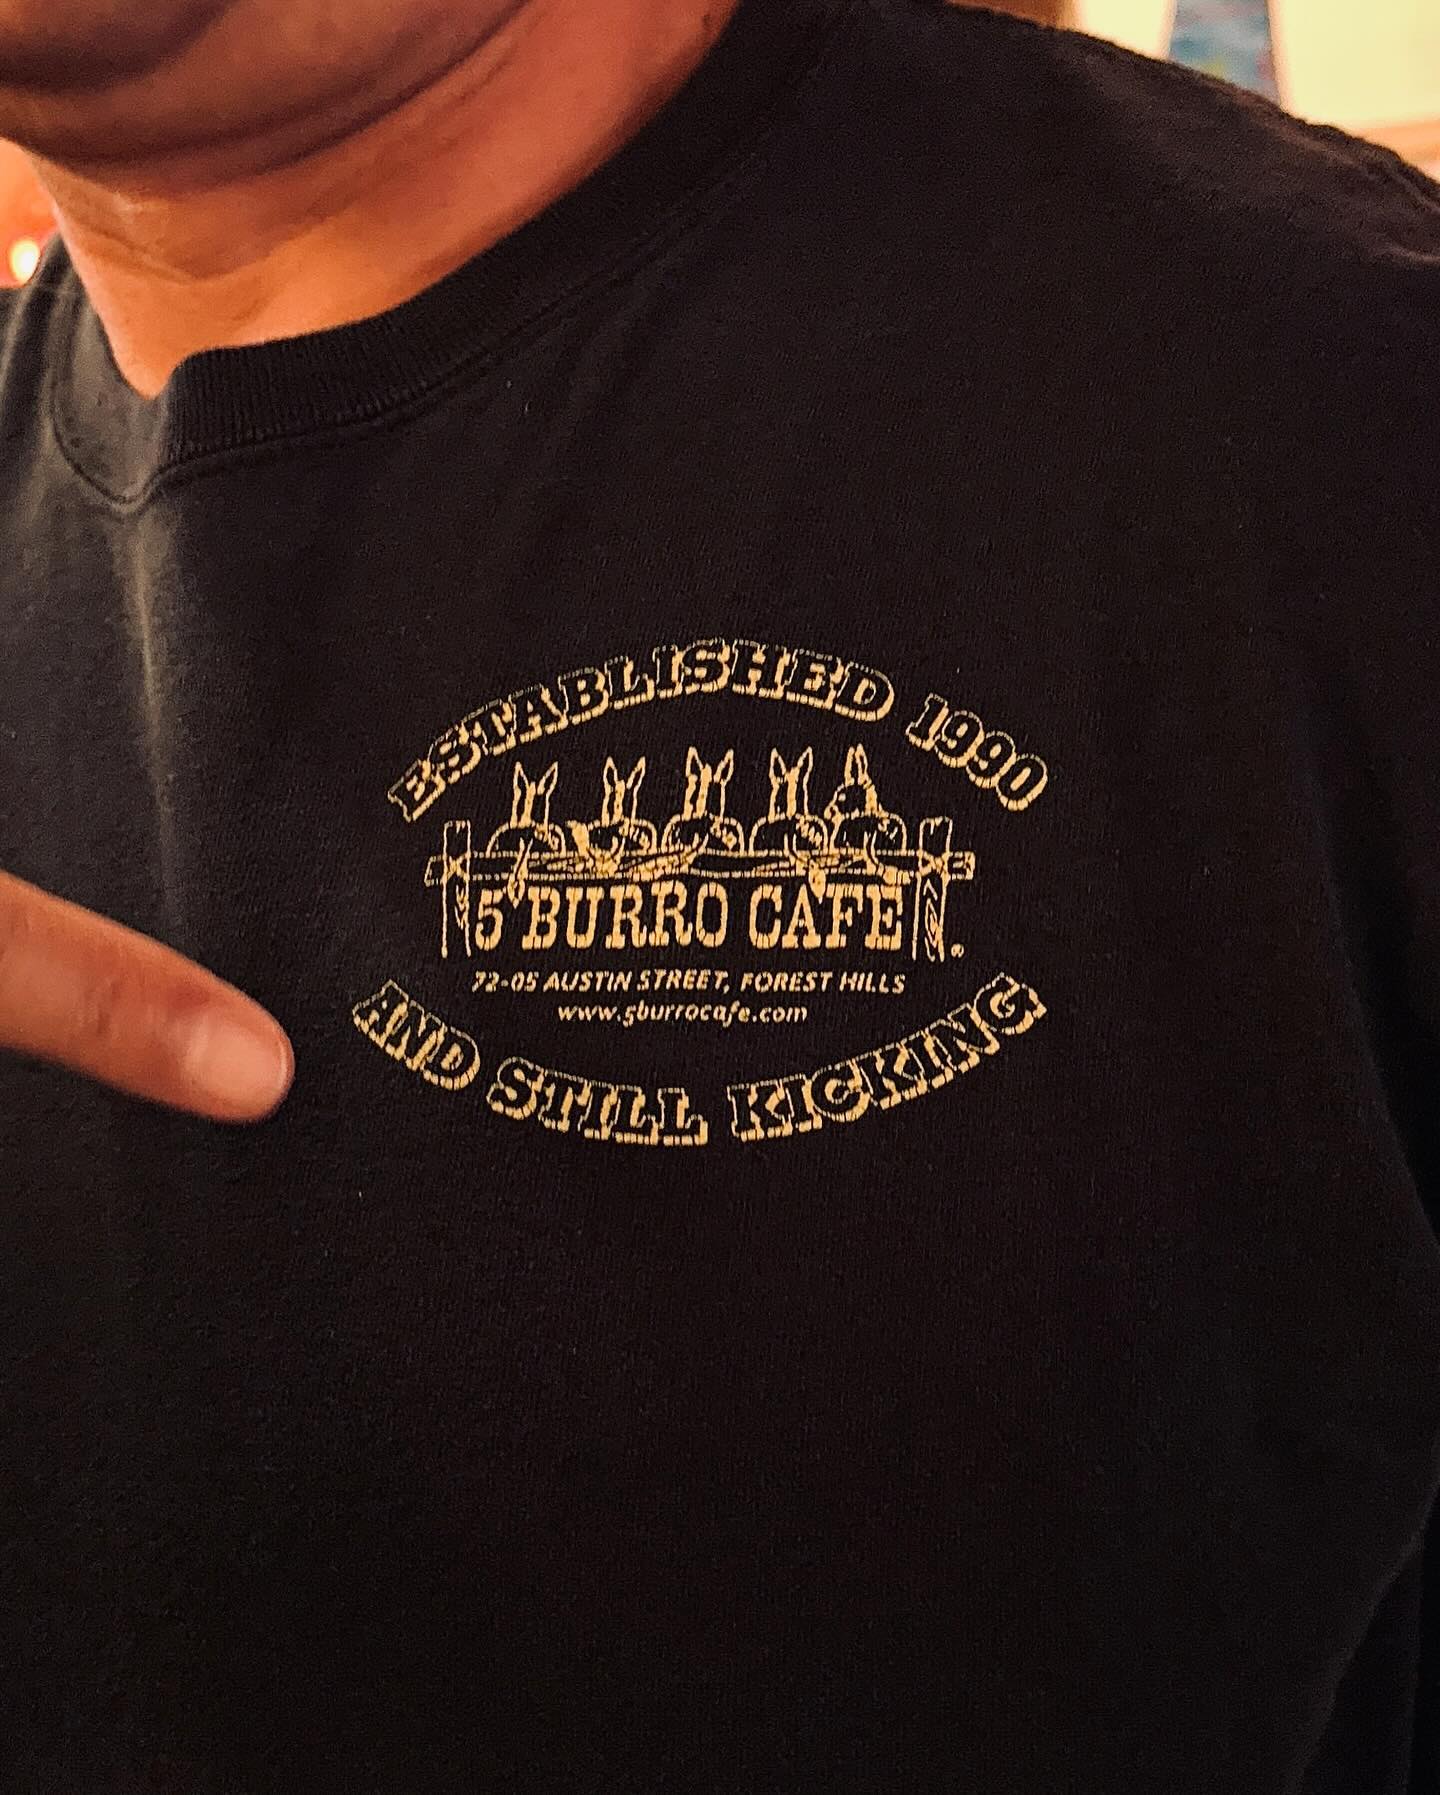 ESTABLISHED 1990
5 BURRO CAFE®
72-05 AUSTIN STREET, FOREST HILLS
www.5burrocafe.com
AND STILL KICKING